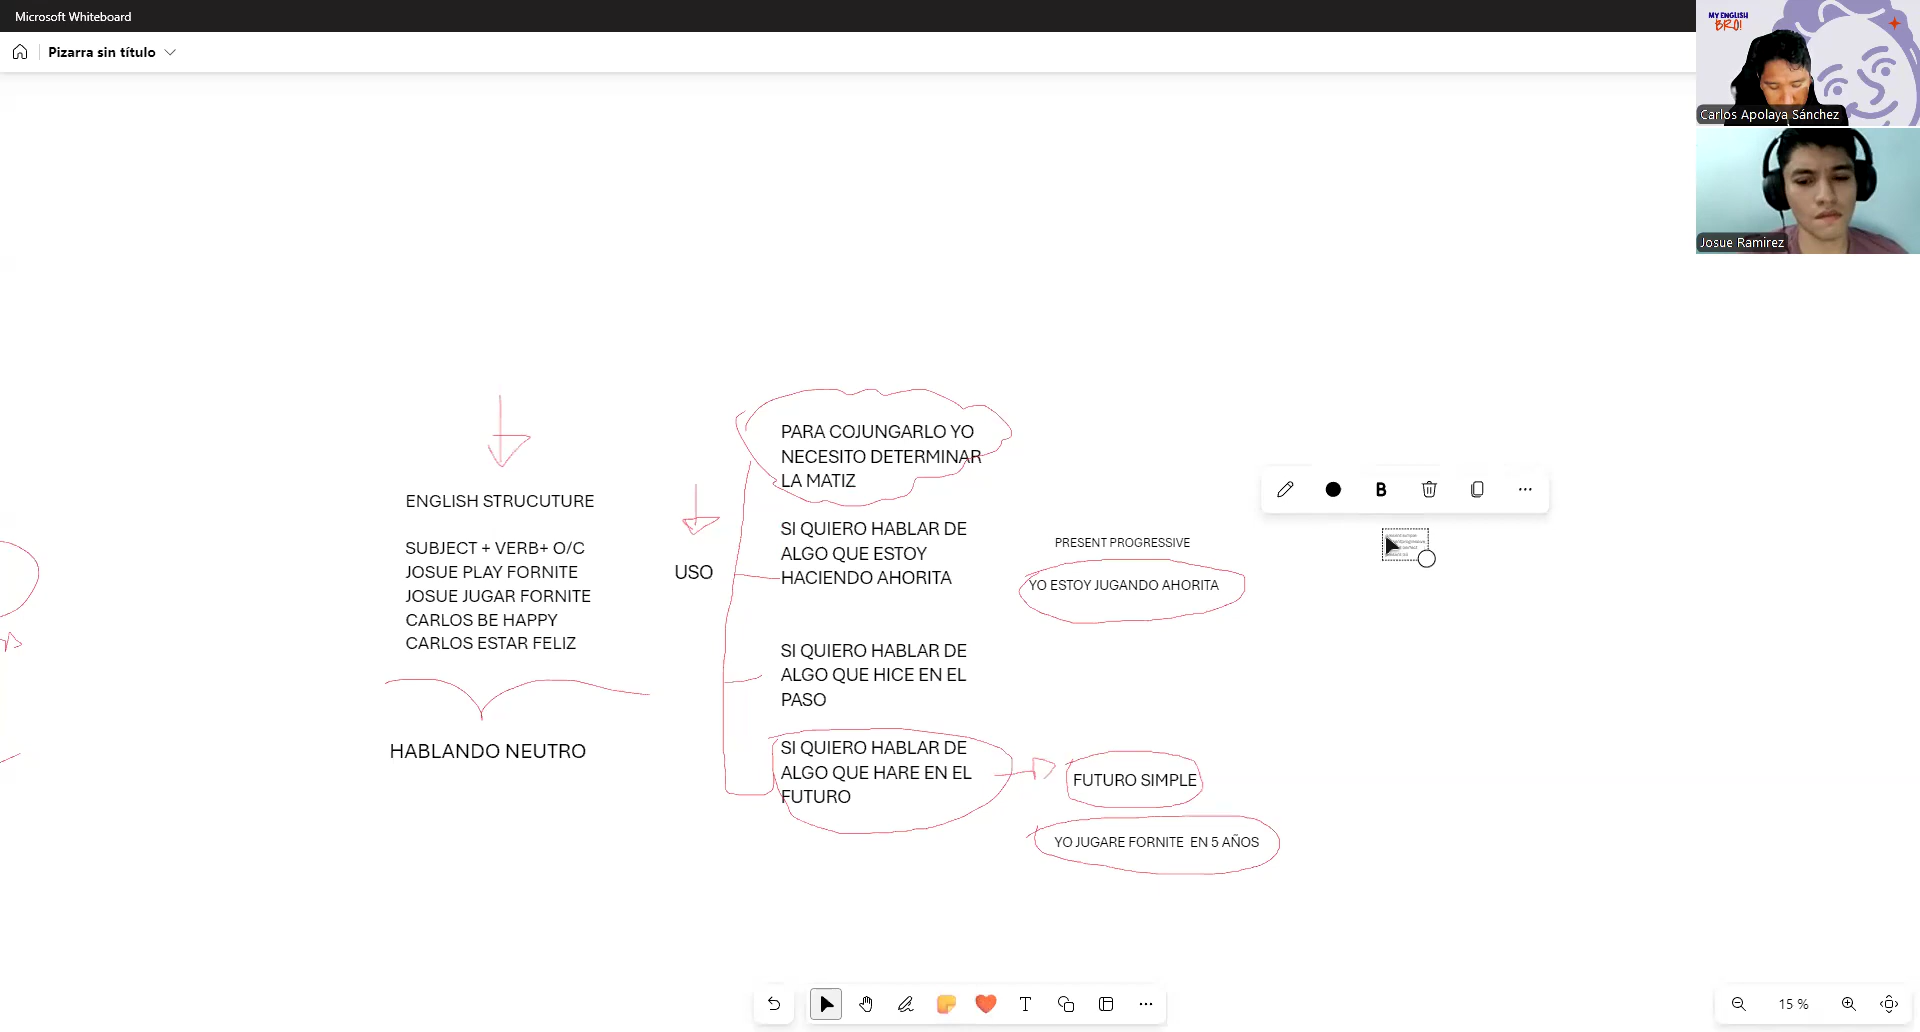 Microsoft Whiteboard
Pizarra sin título
MY ENGLISH
BRO!
Carlos Apolaya Sánchez
Josue Ramirez
ENGLISH STRUCUTURE
SUBJECT + VERB+ O/C
JOSUE PLAY FORNITE
JOSUE JUGAR FORNITE
CARLOS BE HAPPY
CARLOS ESTAR FELIZ
HABLANDO NEUTRO
USO
PARA COJUNGARLO YO
NECESITO DETERMINAR
LA MATIZ
SI QUIERO HABLAR DE
ALGO QUE ESTOY
HACIENDO AHORITA
PRESENT PROGRESSIVE
YO ESTOY JUGANDO AHORITA
SI QUIERO HABLAR DE
ALGO QUE HICE EN EL
PASO
SI QUIERO HABLAR DE
ALGO QUE HARE EN EL
FUTURO
FUTURO SIMPLE
YO JUGARE FORNITE EN 5 AÑOS
B
T
15 %